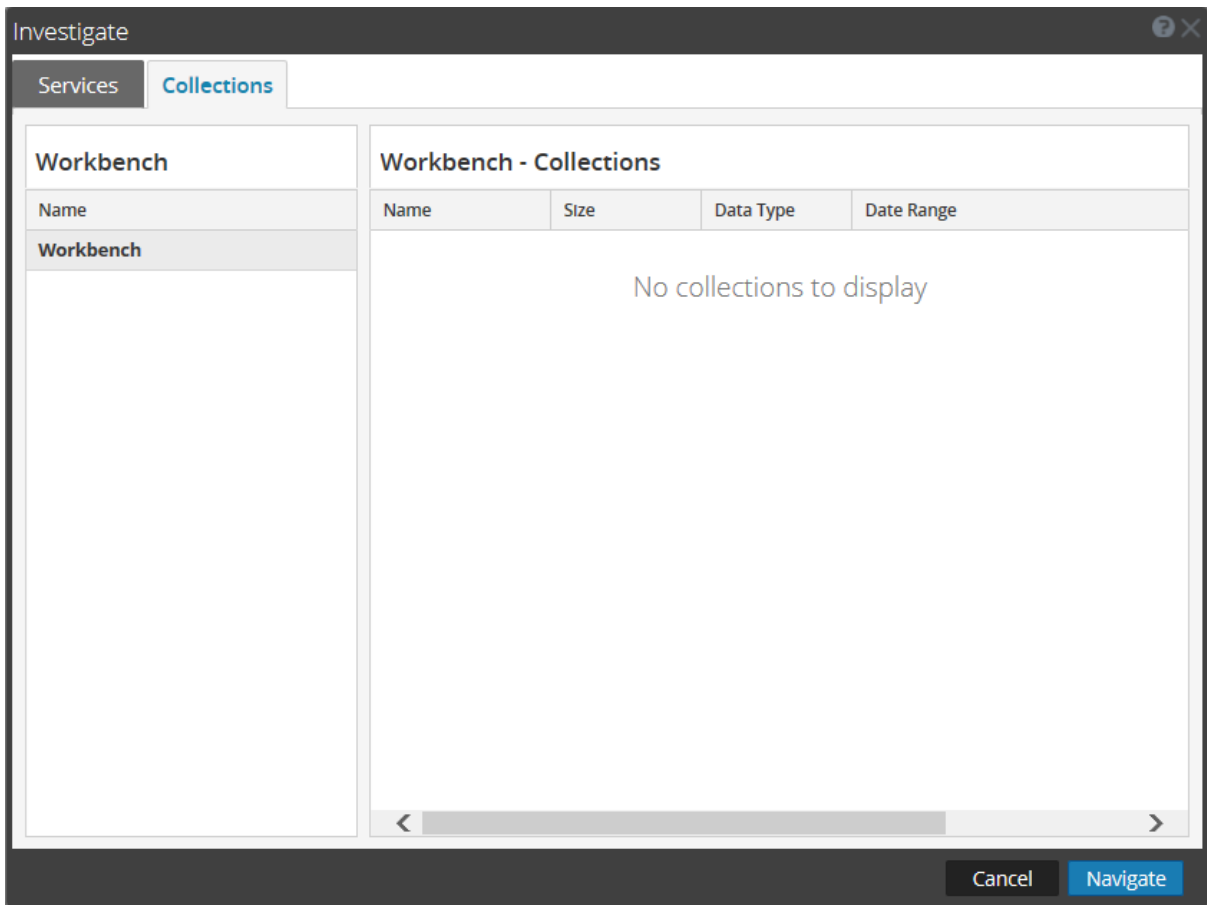 Investigate
Services Collections
Workbench
Name
Workbench
Workbench - Collections
Name Size Data Type Date Range
No collections to display
Cancel Navigate